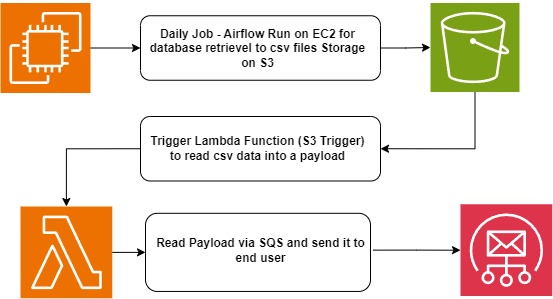 Daily Job - Airflow Run on EC2 for
database retrievel to csv files Storage
on S3
Trigger Lambda Function (S3 Trigger)
to read csv data into a payload
Read Payload via SQS and send it to
end user